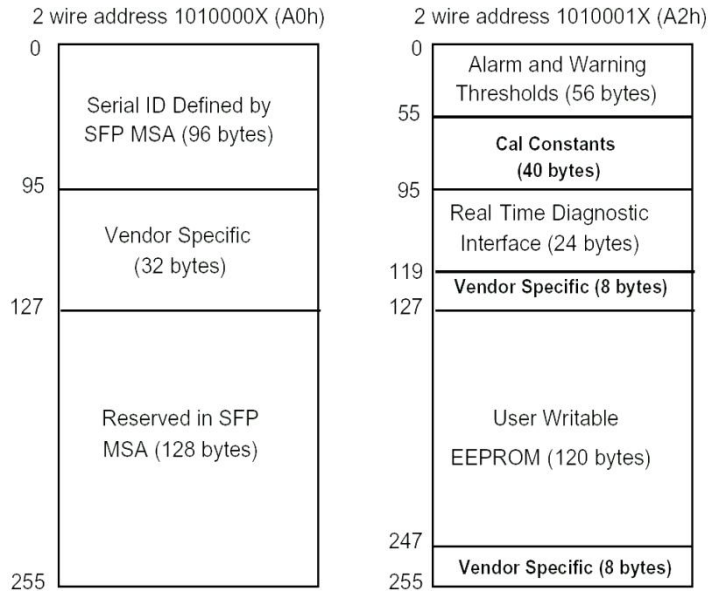 2 wire address 1010000X (A0h)
0
Serial ID Defined by
SFP MSA (96 bytes)
95
Vendor Specific
(32 bytes)
127
Reserved in SFP
MSA (128 bytes)
255
2 wire address 1010001X (A2h)
0
Alarm and Warning
Thresholds (56 bytes)
55
Cal Constants
(40 bytes)
95
Real Time Diagnostic
Interface (24 bytes)
119
Vendor Specific (8 bytes)
127
User Writable
EEPROM (120 bytes)
247
Vendor Specific (8 bytes)
255